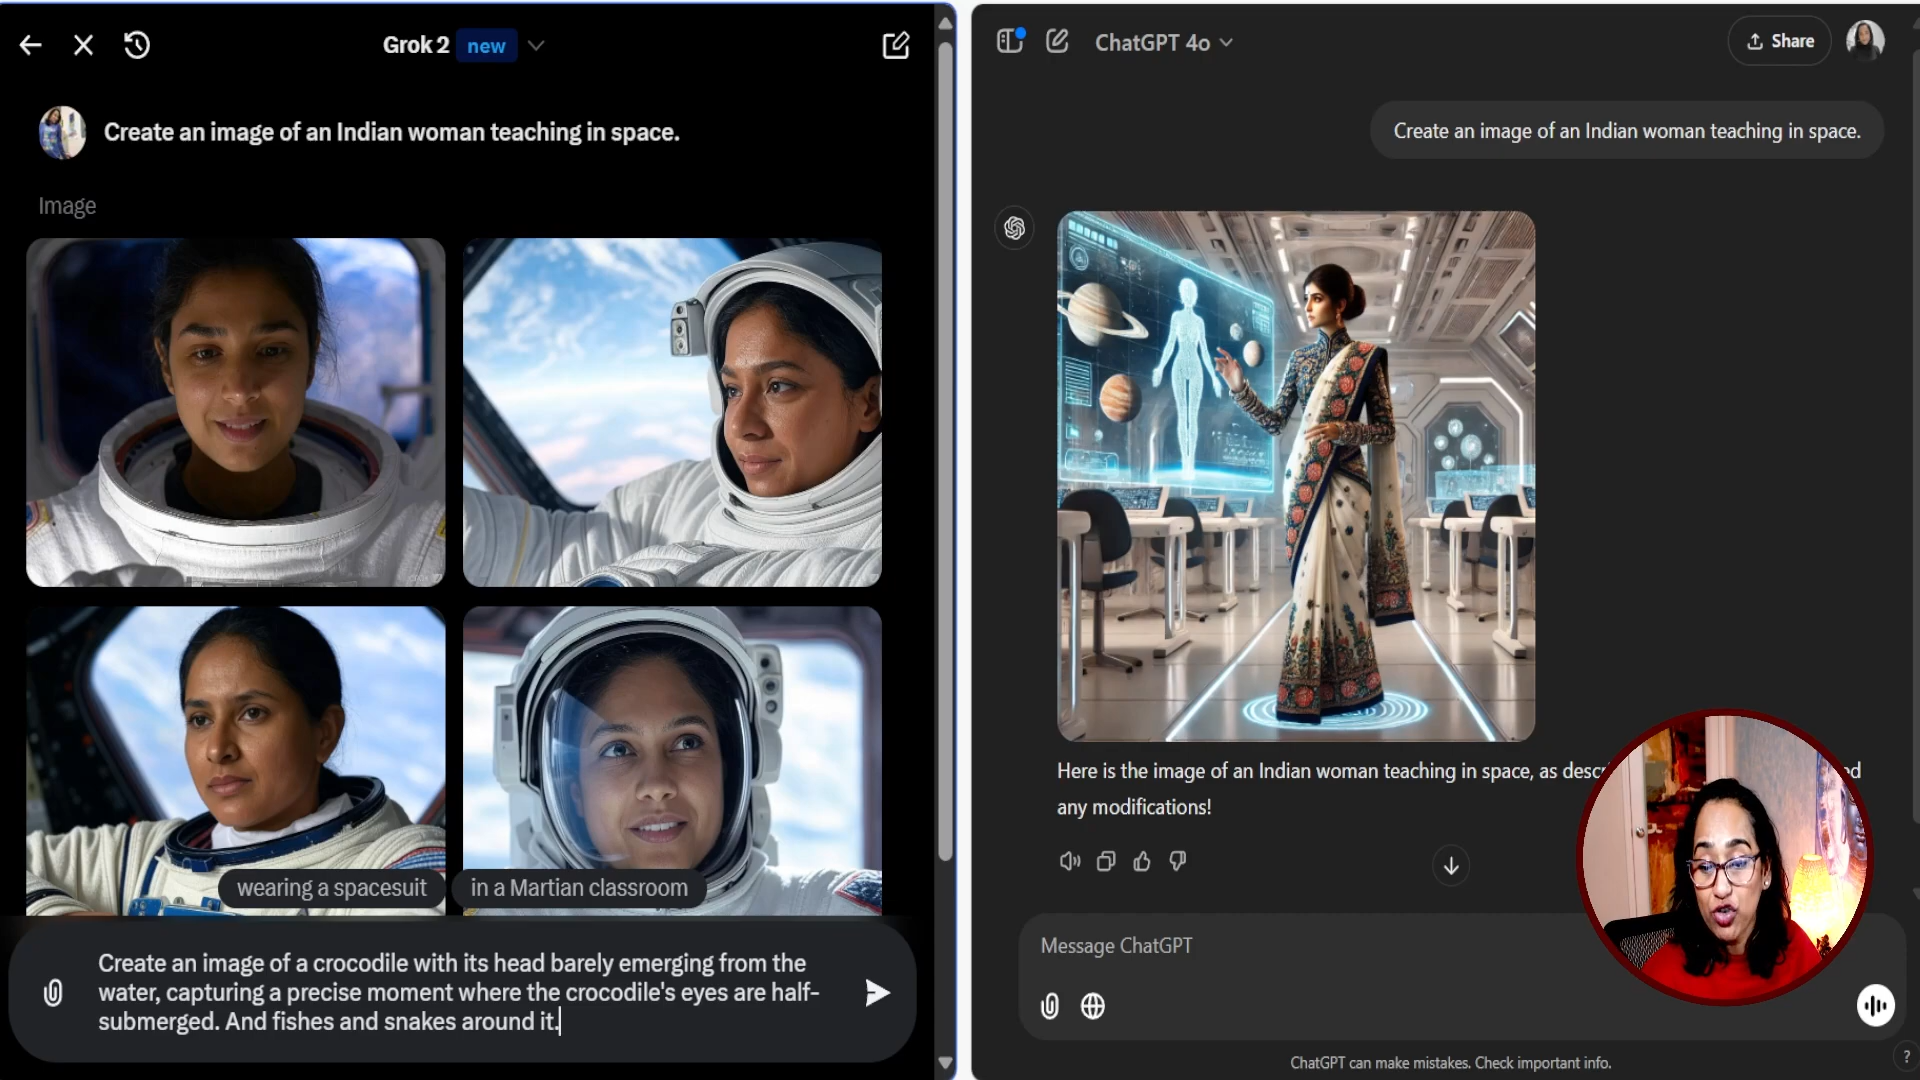 Grok 2 new
Create an image of an Indian woman teaching in space.
Image
wearing a spacesuit
in a Martian classroom
Create an image of a crocodile with its head barely emerging from the
water, capturing a precise moment where the crocodile's eyes are half-
submerged. And fishes and snakes around it.
ChatGPT 4o
Share
Create an image of an Indian woman teaching in space.
Here is the image of an Indian woman teaching in space, as
any modifications!
Message ChatGPT
ChatGPT can make mistakes. Check important info.
?